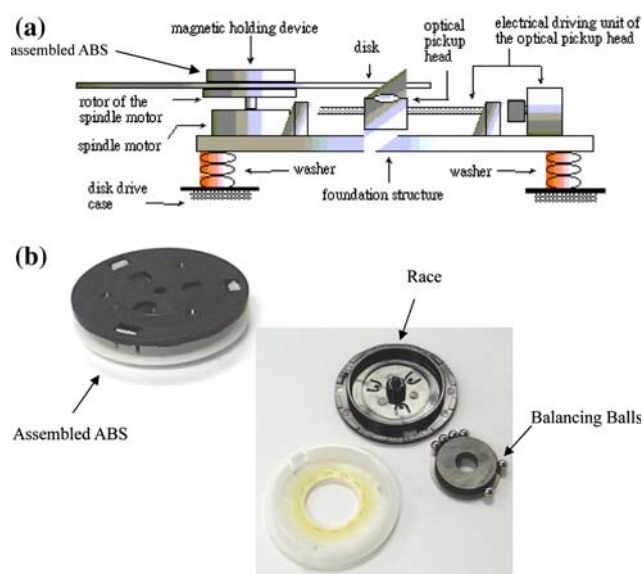 (a)
magnetic holding device
assembled ABS
disk
optical
pickup
head
electrical driving unit of
the optical pickup head
rotor of the
spindle motor
spindle motor
washer
washer
disk drive
case
foundation structure
(b)
Race
Balancing Balls
Assembled ABS